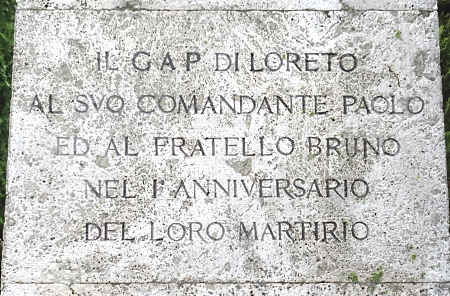 IL GAP DI LORETO
AL SVO COMANDANTE PAOLO
ED AL FRATELLO BRUNO
NEL I° ANNIVERSARIO
DEL LORO MARTIRIO